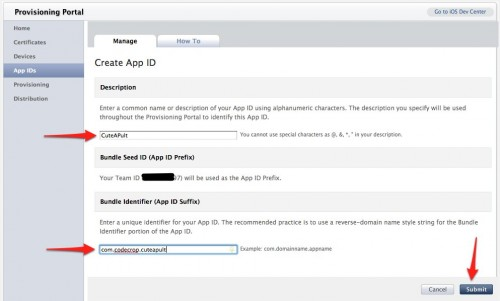 Provisioning Portal
Go to iOS Dev Center
Home
Certificates
Devices
App IDs
Provisioning
Distribution
Manage
How To
Create App ID
Description
Enter a common name or description of your App ID using alphanumeric characters. The description you specify will be used
throughout the Provisioning Portal to identify this App ID.
CuteAPult
You cannot use special characters as @, &, *, " in your description.
Bundle Seed ID (App ID Prefix)
Your Team ID 97) will be used as the App ID Prefix.
Bundle Identifier (App ID Suffix)
Enter a unique identifier for your App ID. The recommended practice is to use a reverse-domain name style string for the Bundle
Identifier portion of the App ID.
com.codecrop.cuteapult
Example: com.domainname.appname
Cancel
Submit